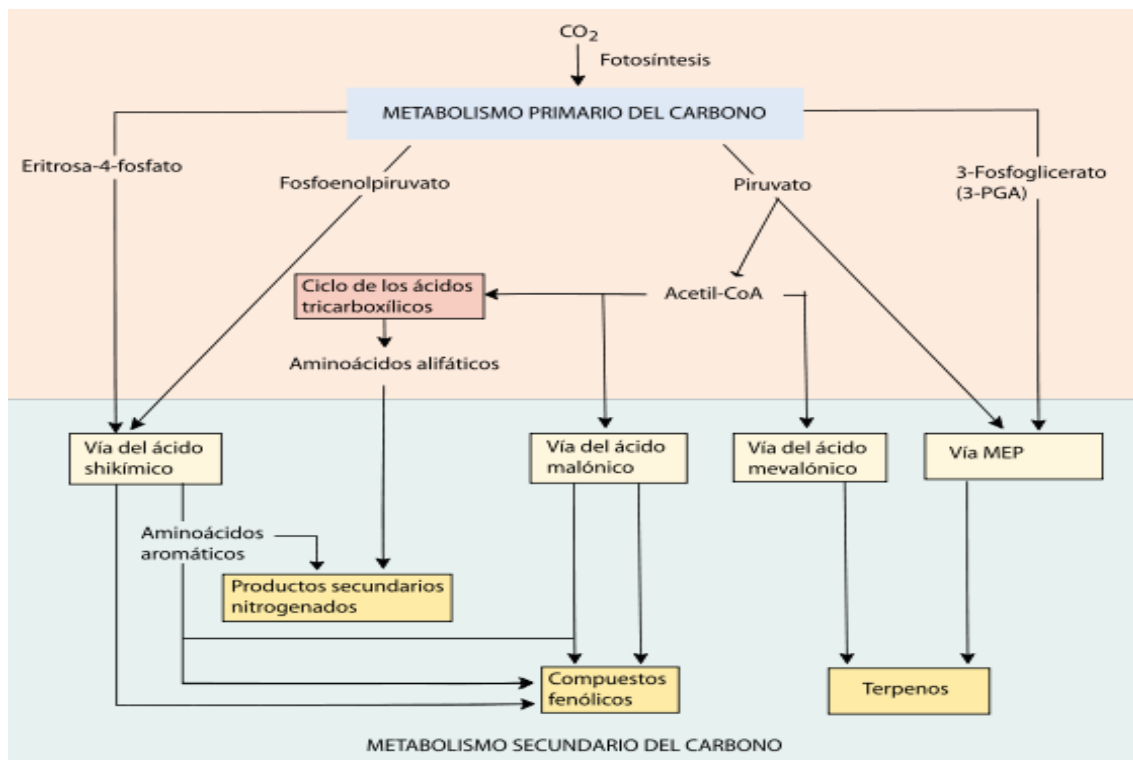 CO₂
Fotosíntesis
METABOLISMO PRIMARIO DEL CARBONO
Eritrosa-4-fosfato
Fosfoenolpiruvato
Piruvato
3-Fosfoglicerato
(3-PGA)
Ciclo de los ácidos
tricarboxílicos
Acetil-CoA
Aminoácidos alifáticos
Vía del ácido
shikímico
Vía del ácido
malónico
Vía del ácido
mevalónico
Vía MEP
Aminoácidos
aromáticos
Productos secundarios
nitrogenados
Compuestos
fenólicos
Terpenos
METABOLISMO SECUNDARIO DEL CARBONO